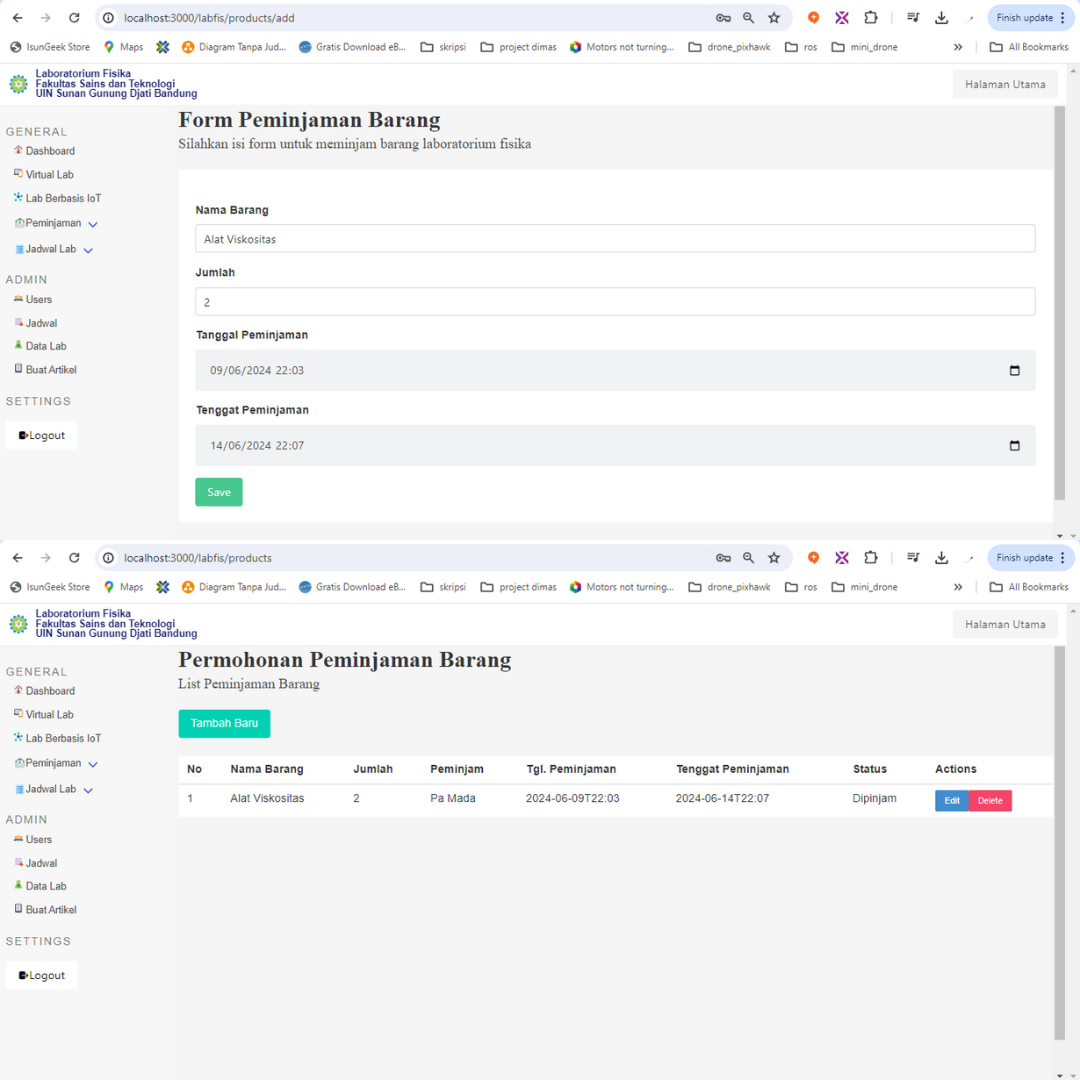 localhost:3000/labfis/products/add
Finish update
IsunGeek Store
Maps
Diagram Tanpa Jud...
Gratis Download eB...
skripsi
project dimas
Motors not turning...
drone_pixhawk
ros
mini_drone
»
All Bookmarks
Laboratorium Fisika
Fakultas Sains dan Teknologi
UIN Sunan Gunung Djati Bandung
Halaman Utama
GENERAL
Dashboard
Virtual Lab
Lab Berbasis IoT
Peminjaman
Jadwal Lab
ADMIN
Users
Jadwal
Data Lab
Buat Artikel
SETTINGS
Logout
Form Peminjaman Barang
Silahkan isi form untuk meminjam barang laboratorium fisika
Nama Barang
Alat Viskositas
Jumlah
2
Tanggal Peminjaman
09/06/2024 22:03
Tenggat Peminjaman
14/06/2024 22:07
Save
localhost:3000/labfis/products
Finish update
IsunGeek Store
Maps
Diagram Tanpa Jud...
Gratis Download eB...
skripsi
project dimas
Motors not turning...
drone_pixhawk
ros
mini_drone
»
All Bookmarks
Laboratorium Fisika
Fakultas Sains dan Teknologi
UIN Sunan Gunung Djati Bandung
Halaman Utama
GENERAL
Dashboard
Virtual Lab
Lab Berbasis IoT
Peminjaman
Jadwal Lab
ADMIN
Users
Jadwal
Data Lab
Buat Artikel
SETTINGS
Logout
Permohonan Peminjaman Barang
List Peminjaman Barang
Tambah Baru
No Nama Barang Jumlah Peminjam Tgl. Peminjaman Tenggat Peminjaman Status Actions
1 Alat Viskositas 2 Pa Mada 2024-06-09T22:03 2024-06-14T22:07 Dipinjam Edit Delete